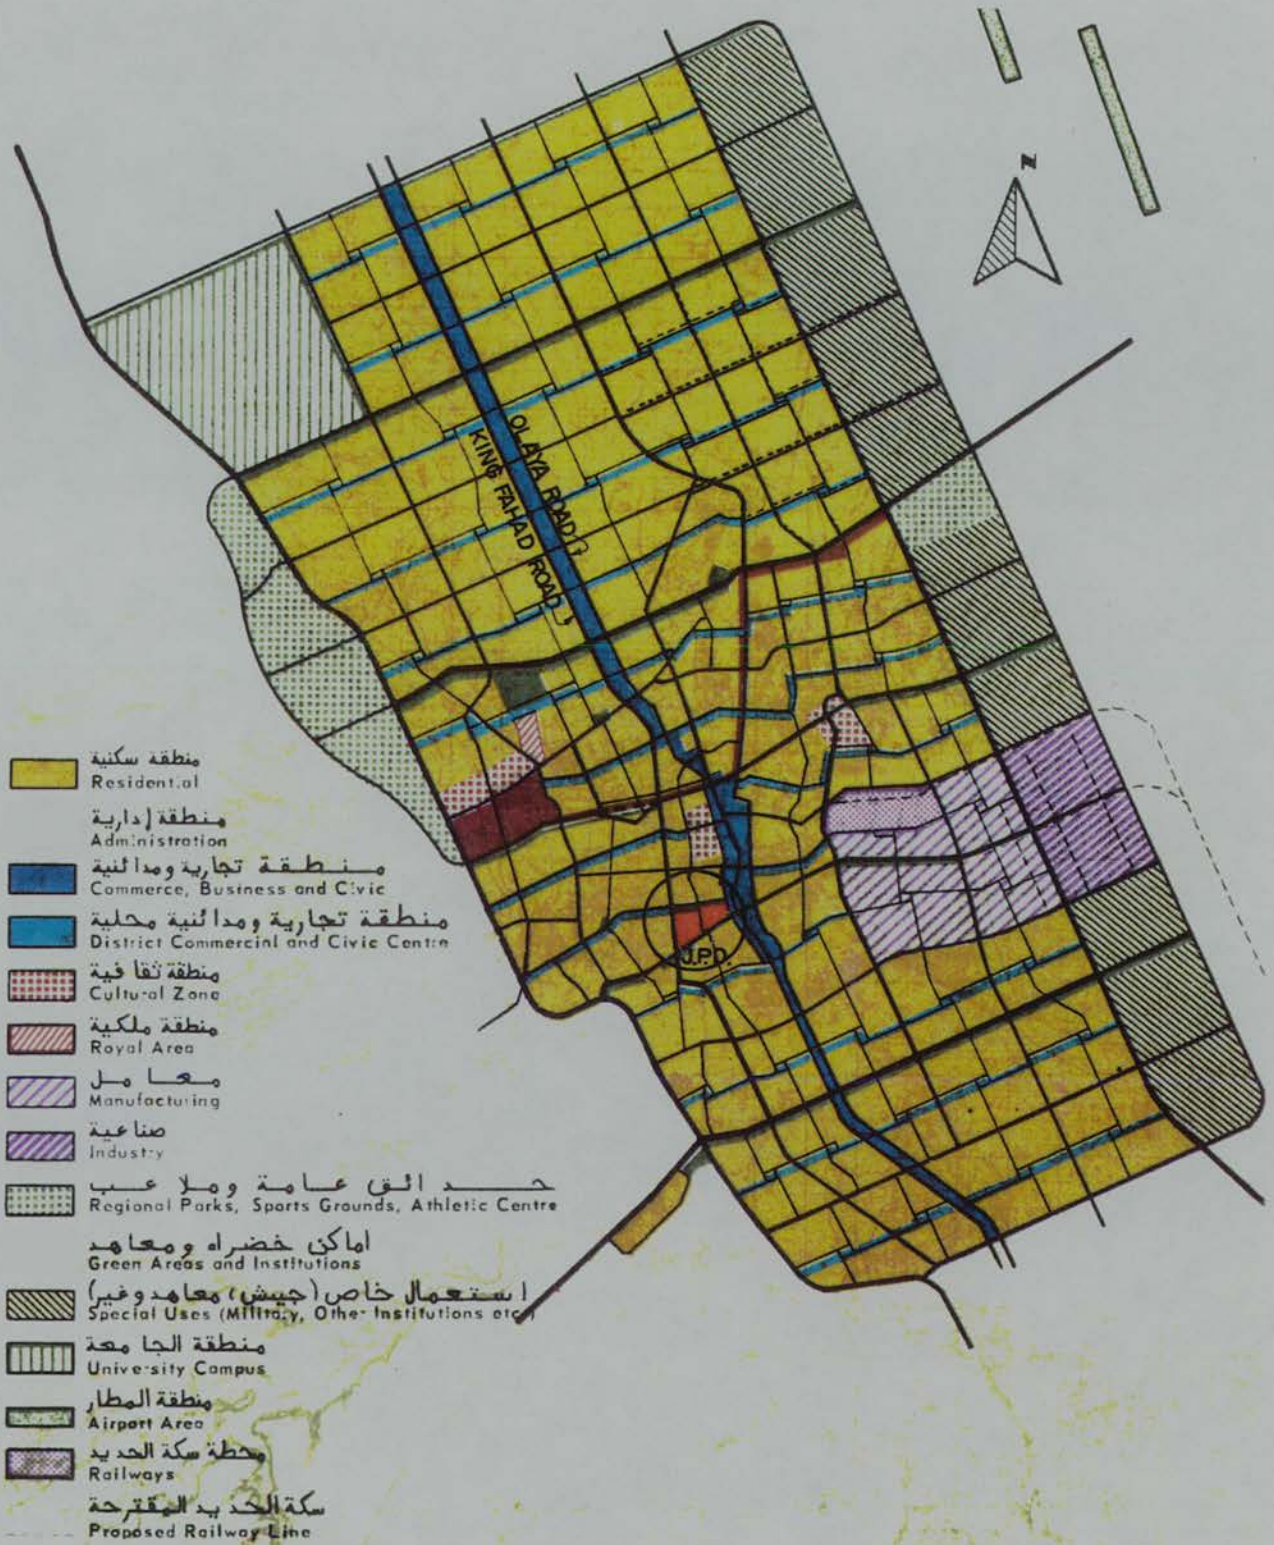 N
OLAYA ROAD
KING FAHAD ROAD
J.P.D.
منطقة سكنية
Residential
منطقة إدارية
Administration
منطقة تجارية ومدائنية
Commerce, Business and Civic
منطقة تجارية ومدائنية محلية
District Commercial and Civic Centre
منطقة ثقافية
Cultural Zone
منطقة ملكية
Royal Area
معامل
Manufacturing
صناعية
Industry
حدائق عامة وملاعب
Regional Parks, Sports Grounds, Athletic Centre
اماكن خضراء ومعاهد
Green Areas and Institutions
استعمال خاص (جيش، معاهد وغير)
Special Uses (Military, Other Institutions etc.)
منطقة الجامعة
University Campus
منطقة المطار
Airport Area
محطة سكة الحديد
Railways
سكة الحديد المقترحة
Proposed Railway Line